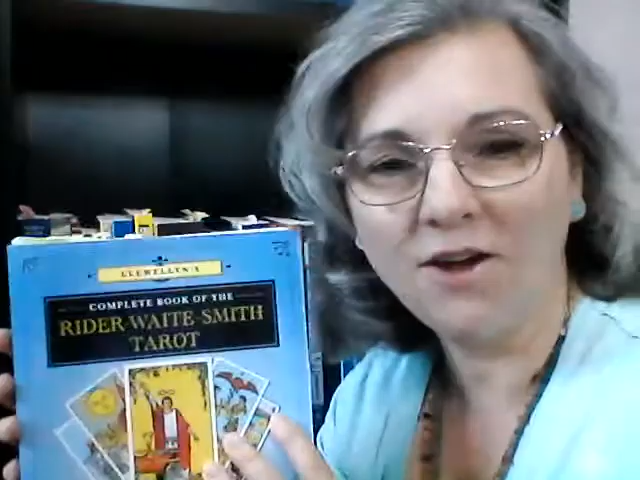 LLEWELLYN'S
COMPLETE BOOK OF THE
RIDER-WAITE-SMITH
TAROT